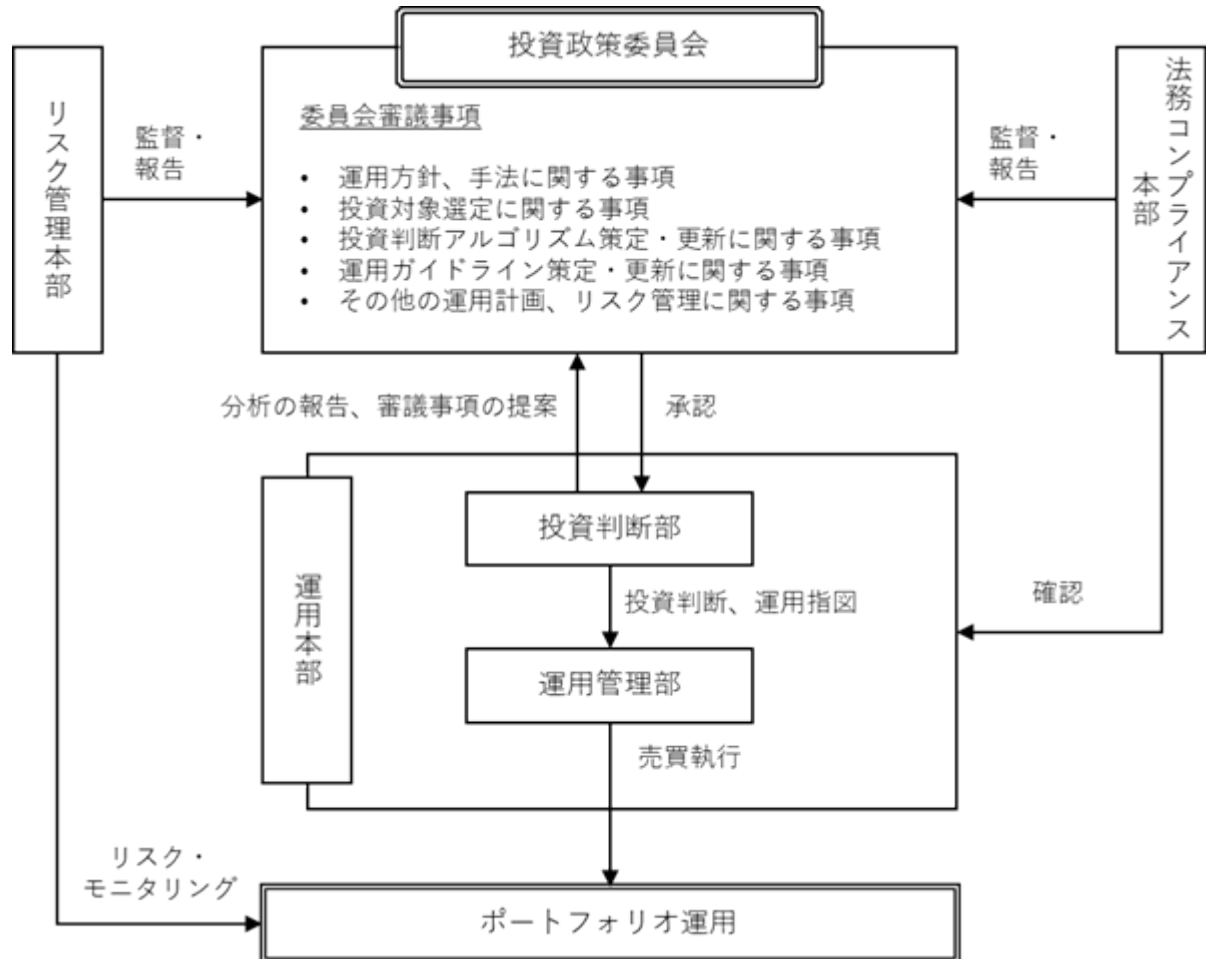 投資政策委員会
リスク管理本部
監督・
報告
委員会審議事項
• 運用方針、手法に関する事項
• 投資対象選定に関する事項
• 投資判断アルゴリズム策定・更新に関する事項
• 運用ガイドライン策定・更新に関する事項
• その他の運用計画、リスク管理に関する事項
監督・
報告
法務コンプライアンス
本部
分析の報告、審議事項の提案
承認
運用本部
投資判断部
投資判断、運用指図
確認
運用管理部
売買執行
リスク・
モニタリング
ポートフォリオ運用